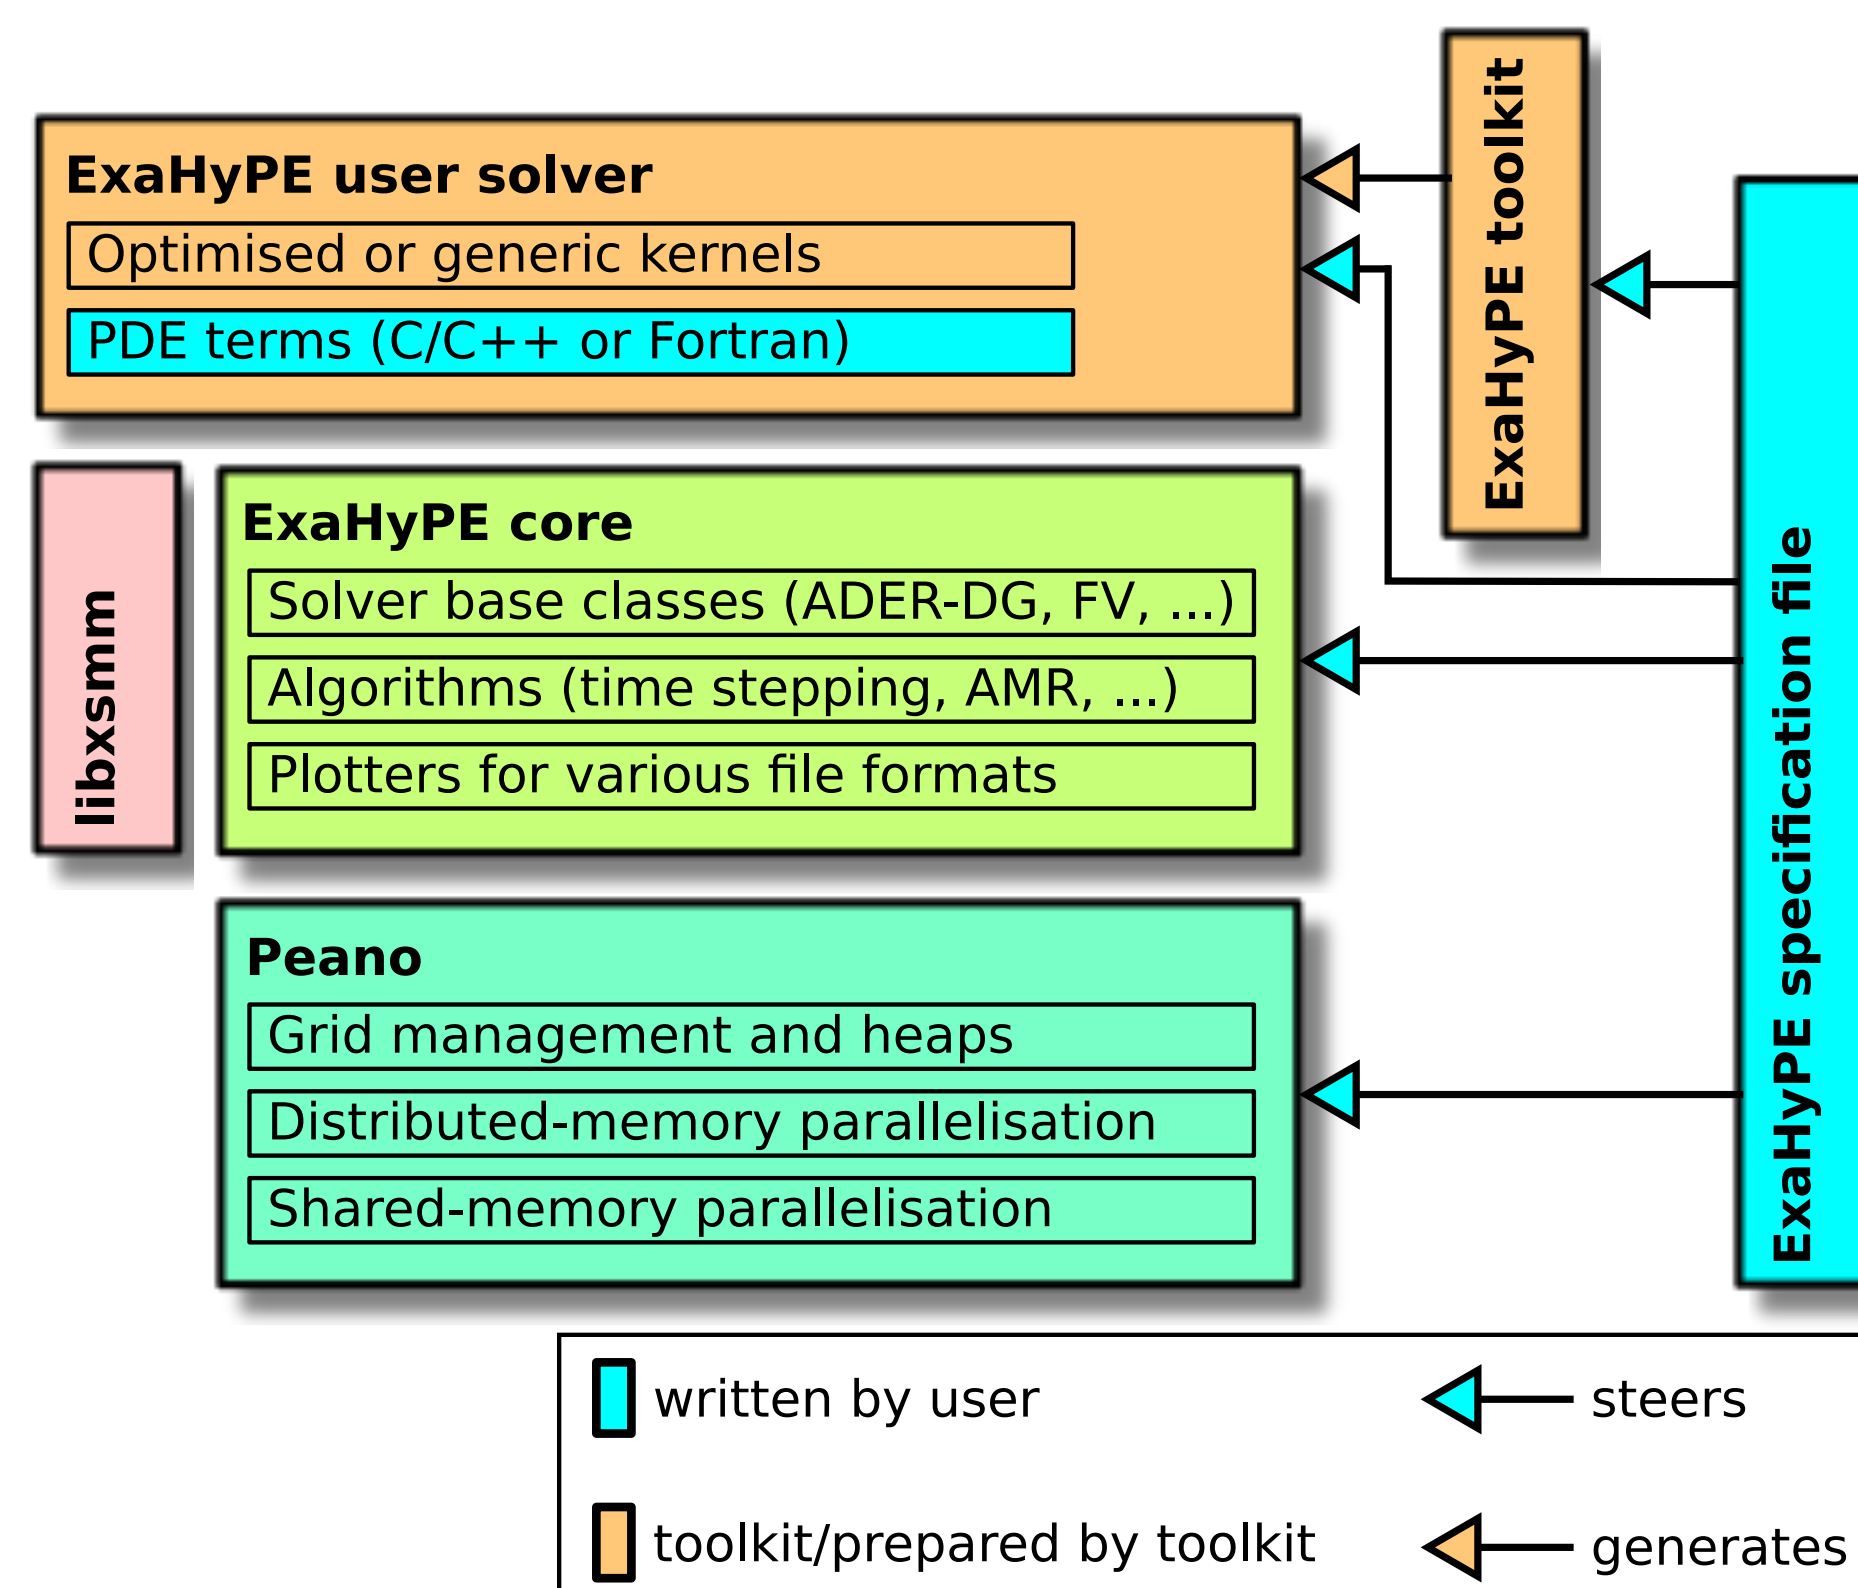 ExaHyPE toolkit
ExaHyPE user solver
Optimised or generic kernels
PDE terms (C/C++ or Fortran)
ExaHyPE specification file
libxsmm
ExaHyPE core
Solver base classes (ADER-DG, FV, ...)
Algorithms (time stepping, AMR, ...)
Plotters for various file formats
Peano
Grid management and heaps
Distributed-memory parallelisation
Shared-memory parallelisation
written by user
steers
toolkit/prepared by toolkit
generates